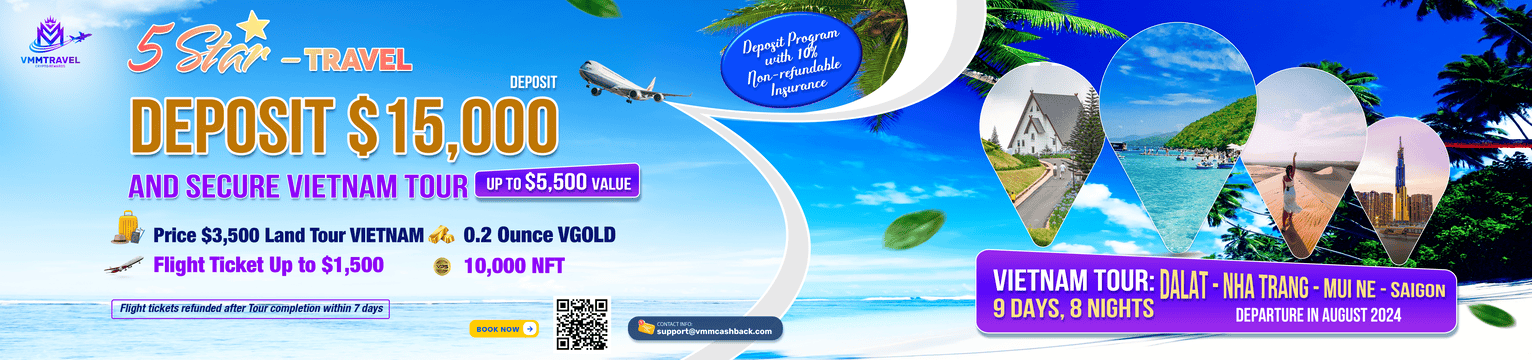 VMMTRAVEL
CRYPTO-REWARDS
5 Star - TRAVEL
DEPOSIT
DEPOSIT $15,000
AND SECURE VIETNAM TOUR
UP TO $5,500 VALUE
Price $3,500 Land Tour VIETNAM
0.2 Ounce VGOLD
Flight Ticket Up to $1,500
10,000 NFT
Flight tickets refunded after Tour completion within 7 days
BOOK NOW
CONTACT INFO:
support@vmmcashback.com
Deposit Program
with 10%
Non-refundable
Insurance
VIETNAM TOUR: DALAT - NHA TRANG - MUI NE - SAIGON
9 DAYS, 8 NIGHTS
DEPARTURE IN AUGUST 2024